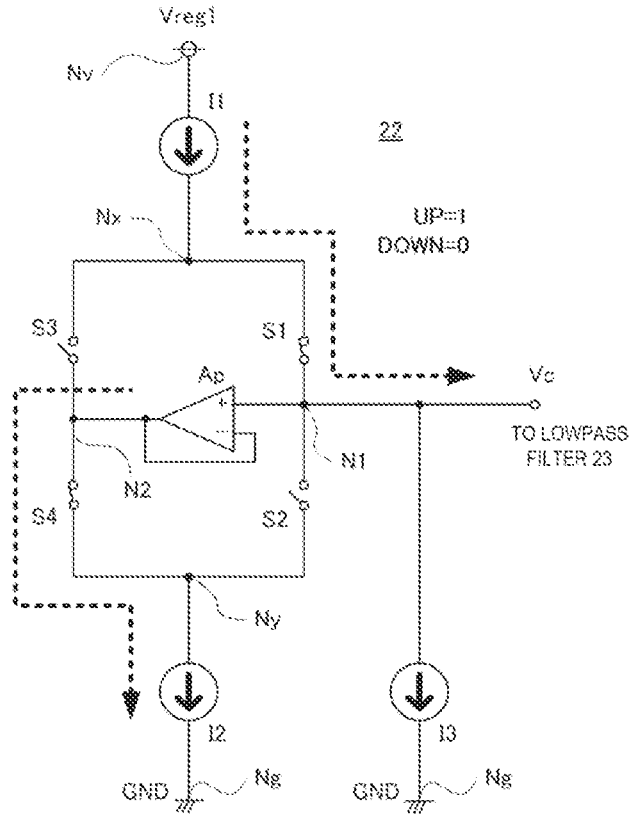 Vreg1
Nv
I1
22
UP=1
DOWN=0
Nx
S3
S1
Ap
Vc
+
-
N1
TO LOWPASS
FILTER 23
N2
S4
S2
Ny
I2
I3
GND
Ng
Ng